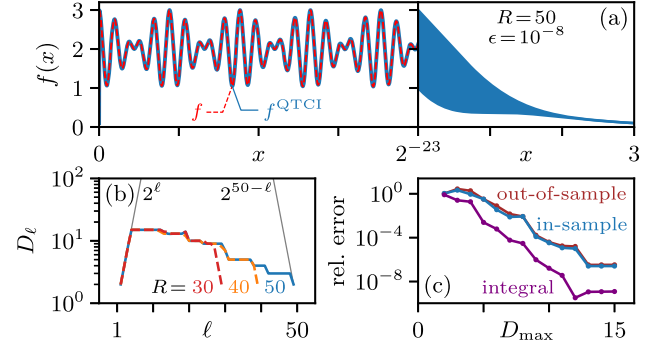 3
2
1
0
f(x)
f
f^QTCI
0
x
2^−23
R = 50
ϵ = 10^−8
(a)
x
3
10^2
10^1
10^0
D_ℓ
(b)
2^ℓ
2^50−ℓ
R = 30
40
50
1
ℓ
50
10^0
10^−4
10^−8
rel. error
out-of-sample
in-sample
integral
(c)
0
D_max
15